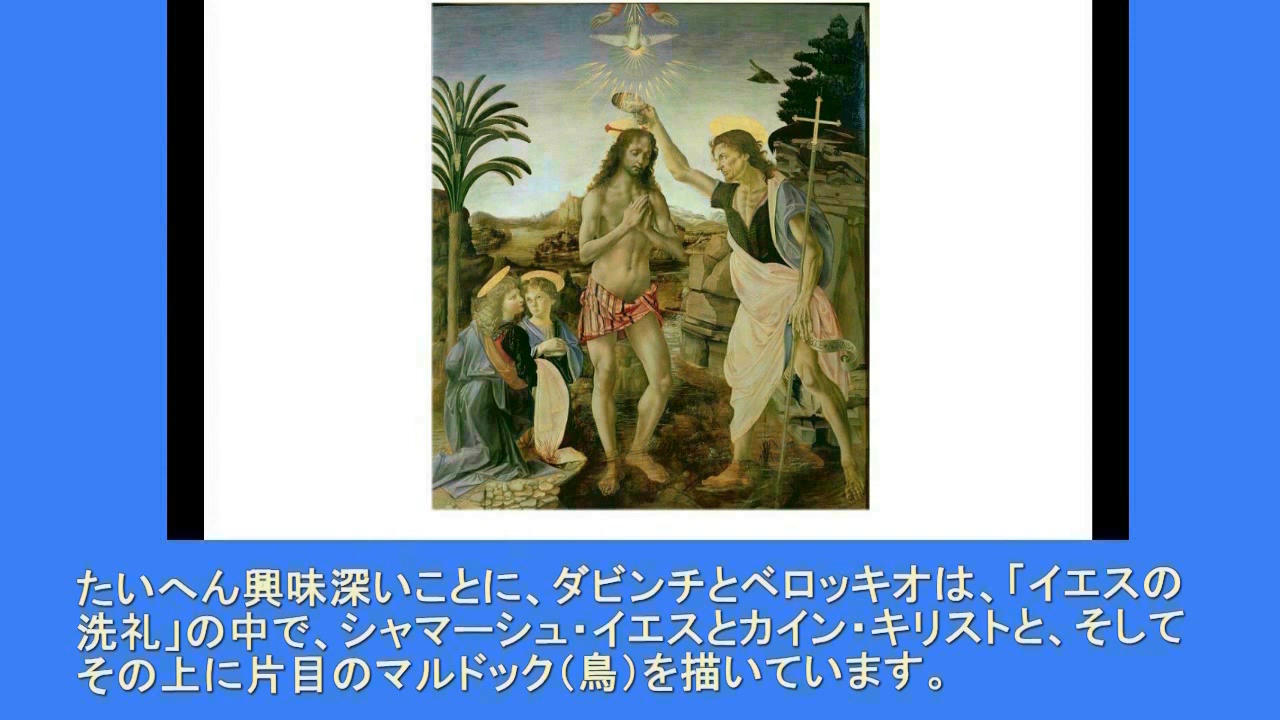 たいへん興味深いことに、ダビンチとベロッキオは、「イエスの
洗礼」の中で、シャマーシュ・イエスとカイン・キリストと、そして
その上に片目のマルドック（鳥）を描いています。